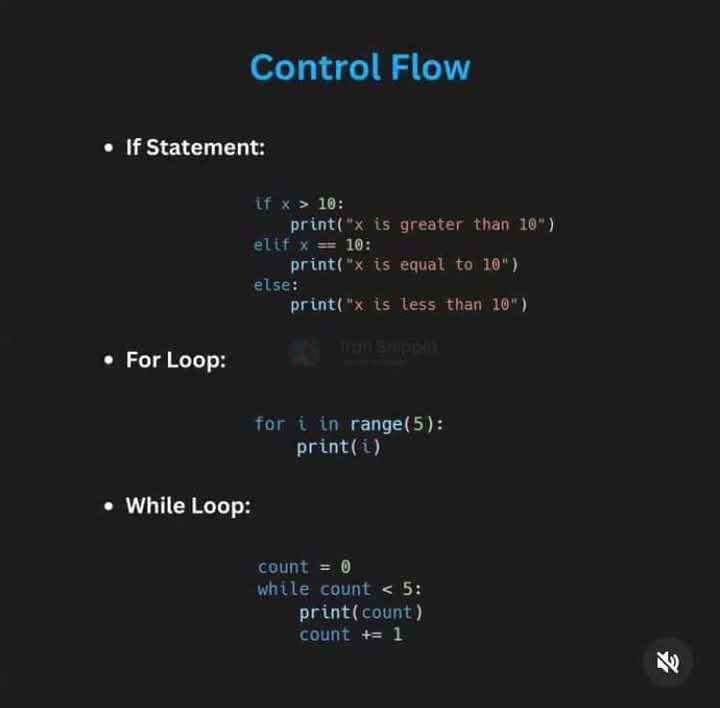 Control Flow
• If Statement:
if x > 10:
    print("x is greater than 10")
elif x == 10:
    print("x is equal to 10")
else:
    print("x is less than 10")
• For Loop:
for i in range(5):
    print(i)
• While Loop:
count = 0
while count < 5:
    print(count)
    count += 1